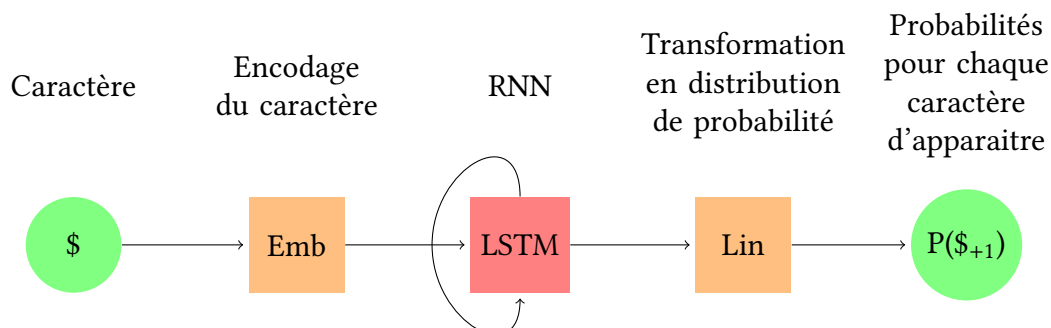 Caractère
Encodage
du caractère
RNN
Transformation
en distribution
de probabilité
Probabilités
pour chaque
caractère
d'apparaitre
$
Emb
LSTM
Lin
P($+1)